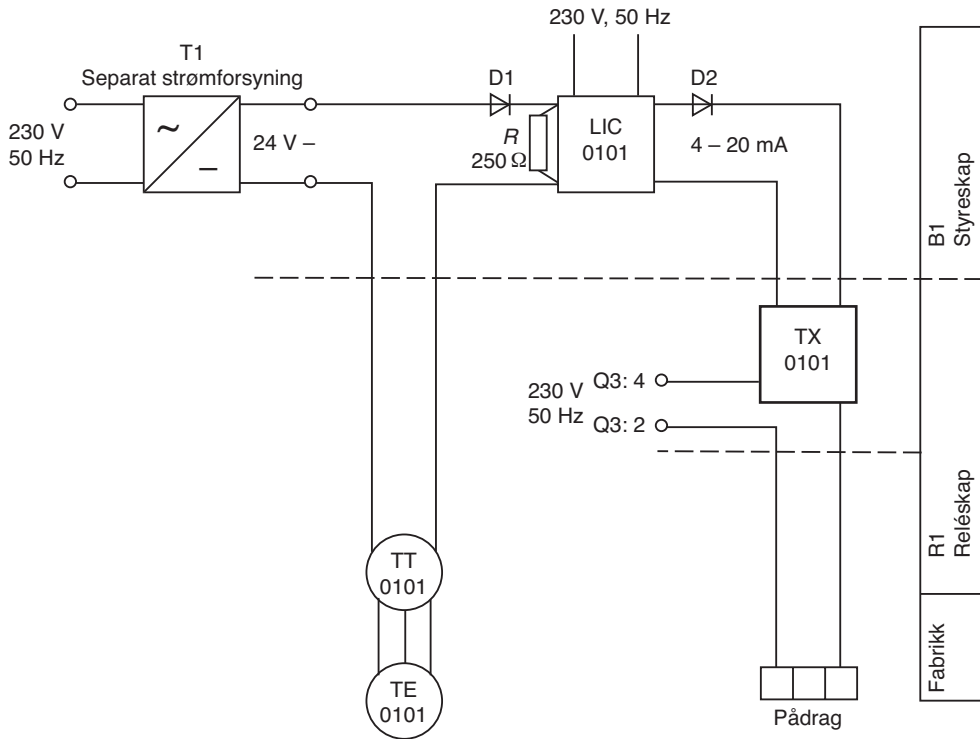 230 V, 50 Hz
T1
Separat strømforsyning
D1
D2
230 V
50 Hz
~
–
24 V –
R
250 Ω
LIC
0101
4 – 20 mA
B1
Styreskap
TX
0101
230 V
50 Hz
Q3: 4
Q3: 2
R1
Reléskap
TT
0101
Fabrikk
TE
0101
Pådrag